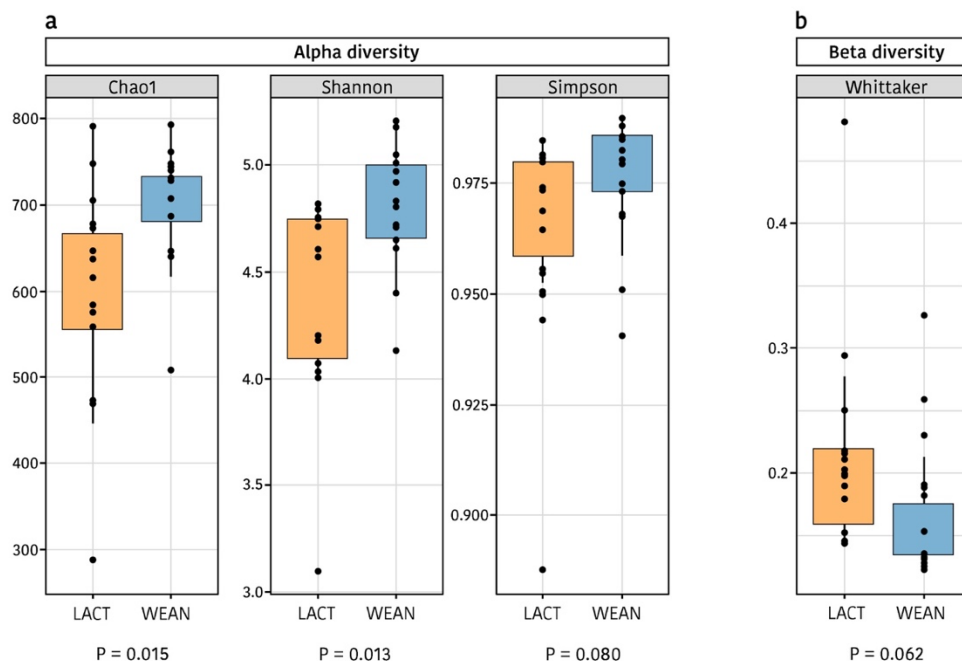 a
b
Alpha diversity
Beta diversity
Chao1
Shannon
Simpson
Whittaker
800
700
600
500
400
300
5.0
4.5
4.0
3.5
3.0
0.975
0.950
0.925
0.900
0.4
0.3
0.2
LACT WEAN
LACT WEAN
LACT WEAN
LACT WEAN
P = 0.015
P = 0.013
P = 0.080
P = 0.062